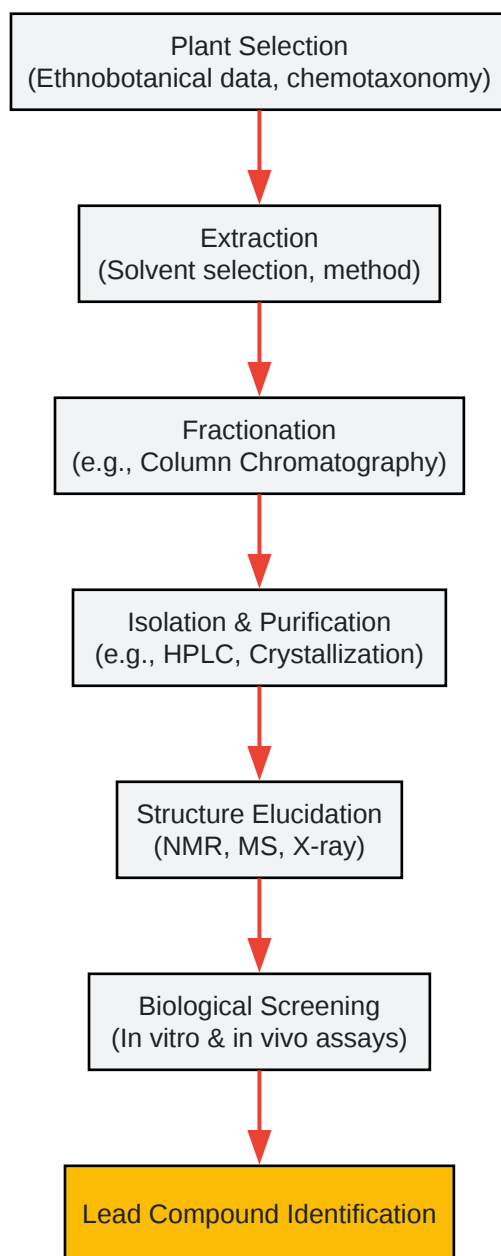 Plant Selection
(Ethnobotanical data, chemotaxonomy)
Extraction
(Solvent selection, method)
Fractionation
(e.g., Column Chromatography)
Isolation & Purification
(e.g., HPLC, Crystallization)
Structure Elucidation
(NMR, MS, X-ray)
Biological Screening
(In vitro & in vivo assays)
Lead Compound Identification